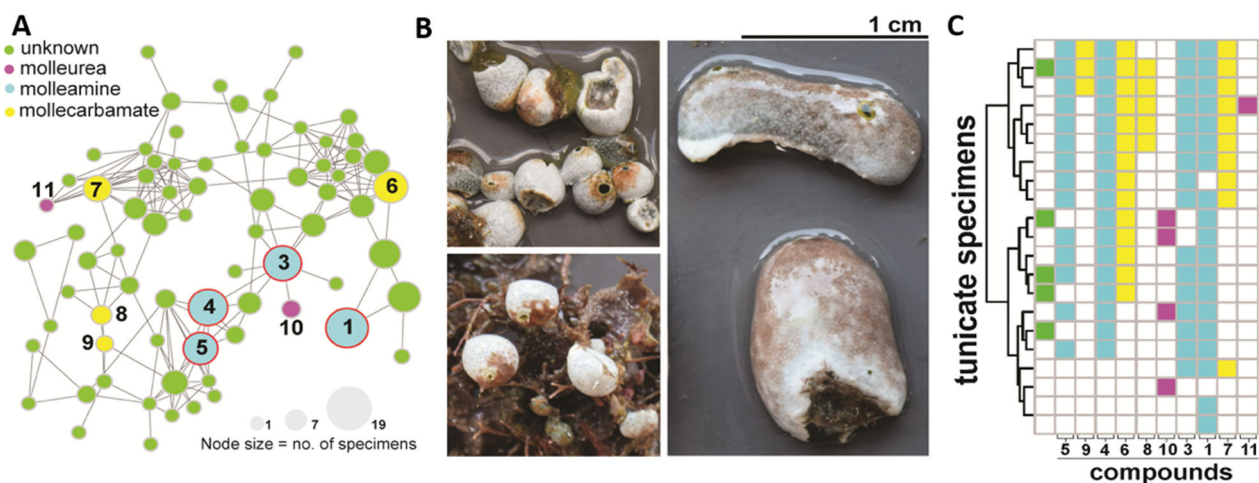 A
unknown
molleurea
molleamine
mollecarbamate
11
7
6
3
8
4
10
1
9
5
1
7
19
Node size = no. of specimens
B
1 cm
C
tunicate specimens
5 9 4 6 8 10 3 1 7 11
compounds